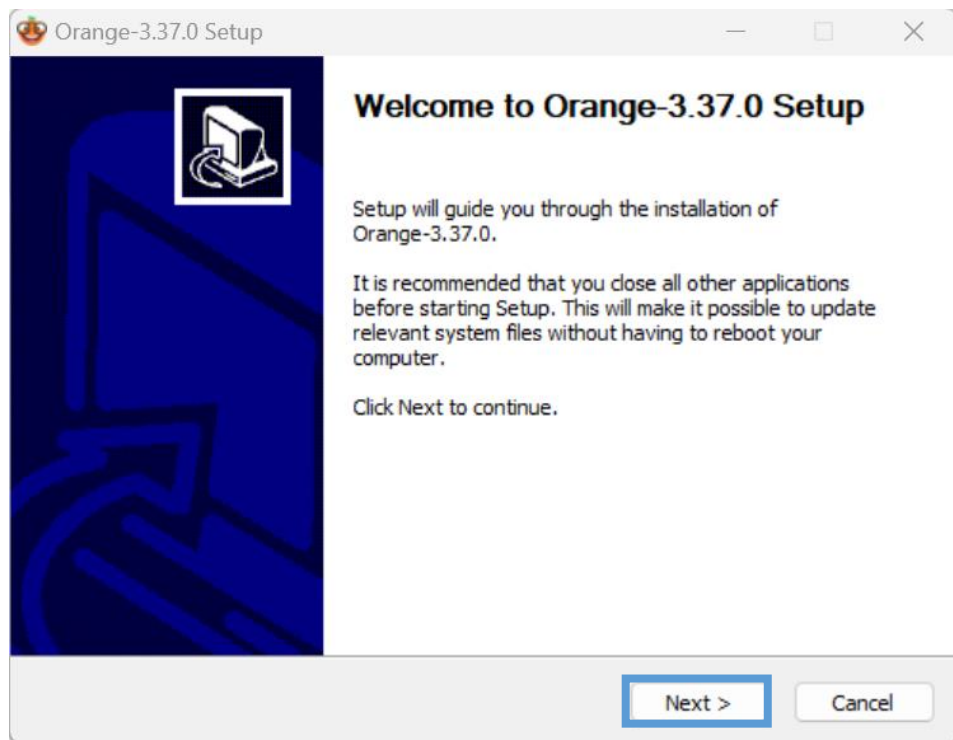 Orange-3.37.0 Setup
Welcome to Orange-3.37.0 Setup
Setup will guide you through the installation of
Orange-3.37.0.
It is recommended that you close all other applications
before starting Setup. This will make it possible to update
relevant system files without having to reboot your
computer.
Click Next to continue.
Next >
Cancel